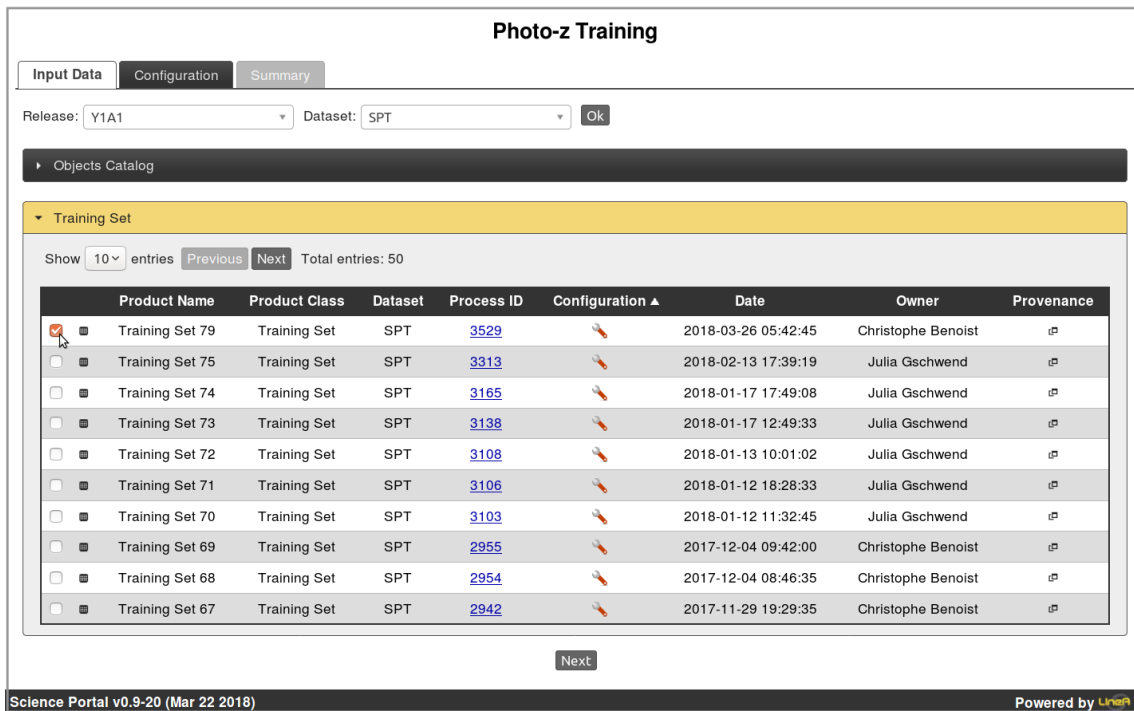 Photo-z Training
Input Data Configuration Summary
Release: Y1A1 Dataset: SPT Ok
Objects Catalog
Training Set
Show 10 entries Previous Next Total entries: 50
Product Name Product Class Dataset Process ID Configuration ▲ Date Owner Provenance
Training Set 79 Training Set SPT 3529 2018-03-26 05:42:45 Christophe Benoist
Training Set 75 Training Set SPT 3313 2018-02-13 17:39:19 Julia Gschwend
Training Set 74 Training Set SPT 3165 2018-01-17 17:49:08 Julia Gschwend
Training Set 73 Training Set SPT 3138 2018-01-17 12:49:33 Julia Gschwend
Training Set 72 Training Set SPT 3108 2018-01-13 10:01:02 Julia Gschwend
Training Set 71 Training Set SPT 3106 2018-01-12 18:28:33 Julia Gschwend
Training Set 70 Training Set SPT 3103 2018-01-12 11:32:45 Julia Gschwend
Training Set 69 Training Set SPT 2955 2017-12-04 09:42:00 Christophe Benoist
Training Set 68 Training Set SPT 2954 2017-12-04 08:46:35 Christophe Benoist
Training Set 67 Training Set SPT 2942 2017-11-29 19:29:35 Christophe Benoist
Next
Science Portal v0.9-20 (Mar 22 2018) Powered by LIneA